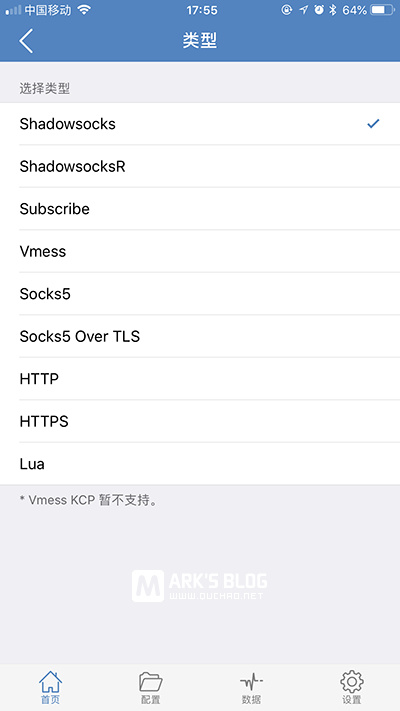 中国移动 17:55 64%
类型
选择类型
Shadowsocks
ShadowsocksR
Subscribe
Vmess
Socks5
Socks5 Over TLS
HTTP
HTTPS
Lua
* Vmess KCP 暂不支持。
M ARK'S BLOG
WWW.OUCHAO.NET
首页 配置 数据 设置